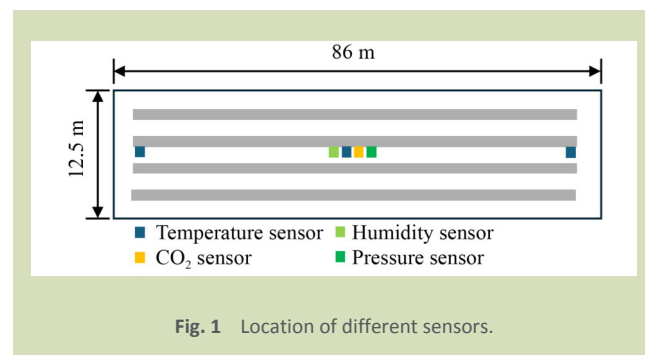 86 m
12.5 m
Temperature sensor Humidity sensor
CO₂ sensor Pressure sensor
Fig. 1 Location of different sensors.